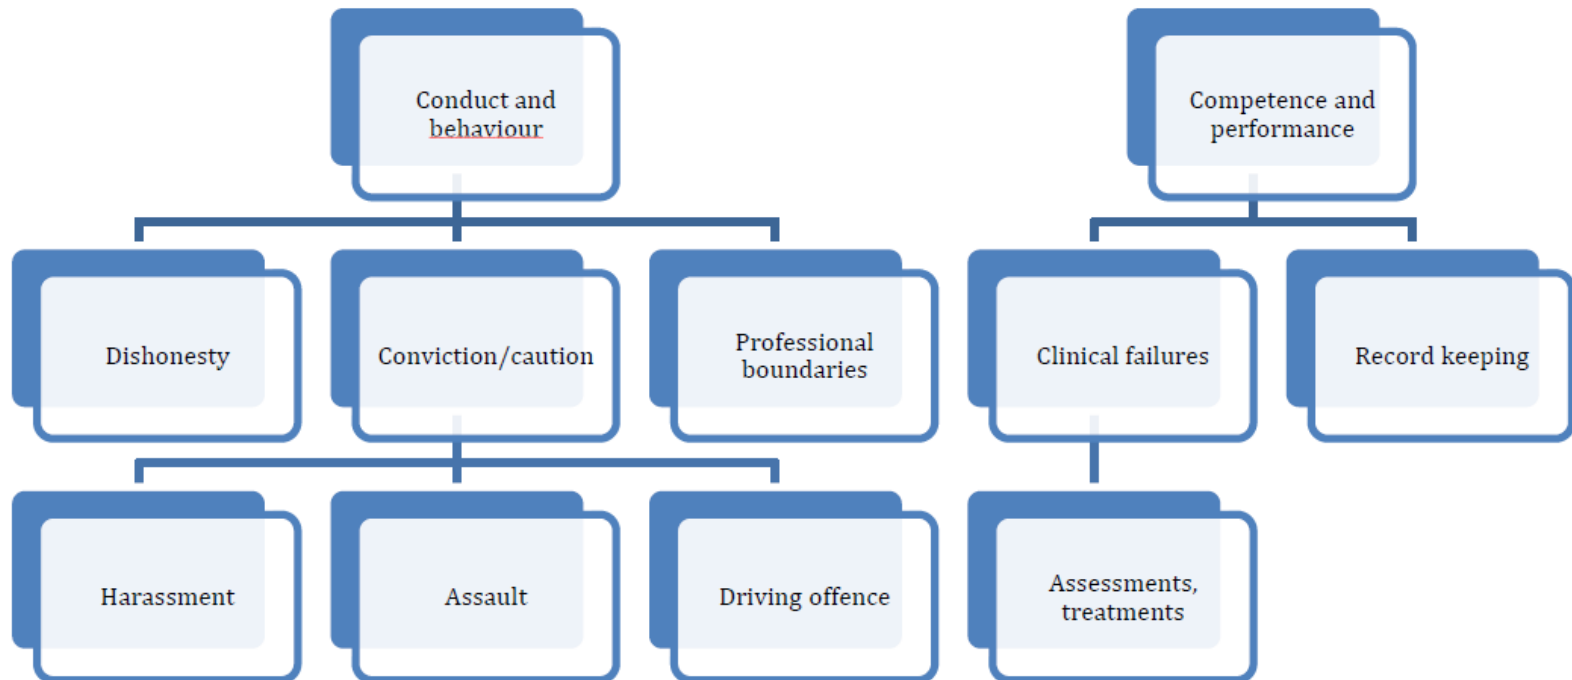 Conduct and
behaviour
Competence and
performance
Dishonesty
Conviction/caution
Professional
boundaries
Clinical failures
Record keeping
Harassment
Assault
Driving offence
Assessments,
treatments